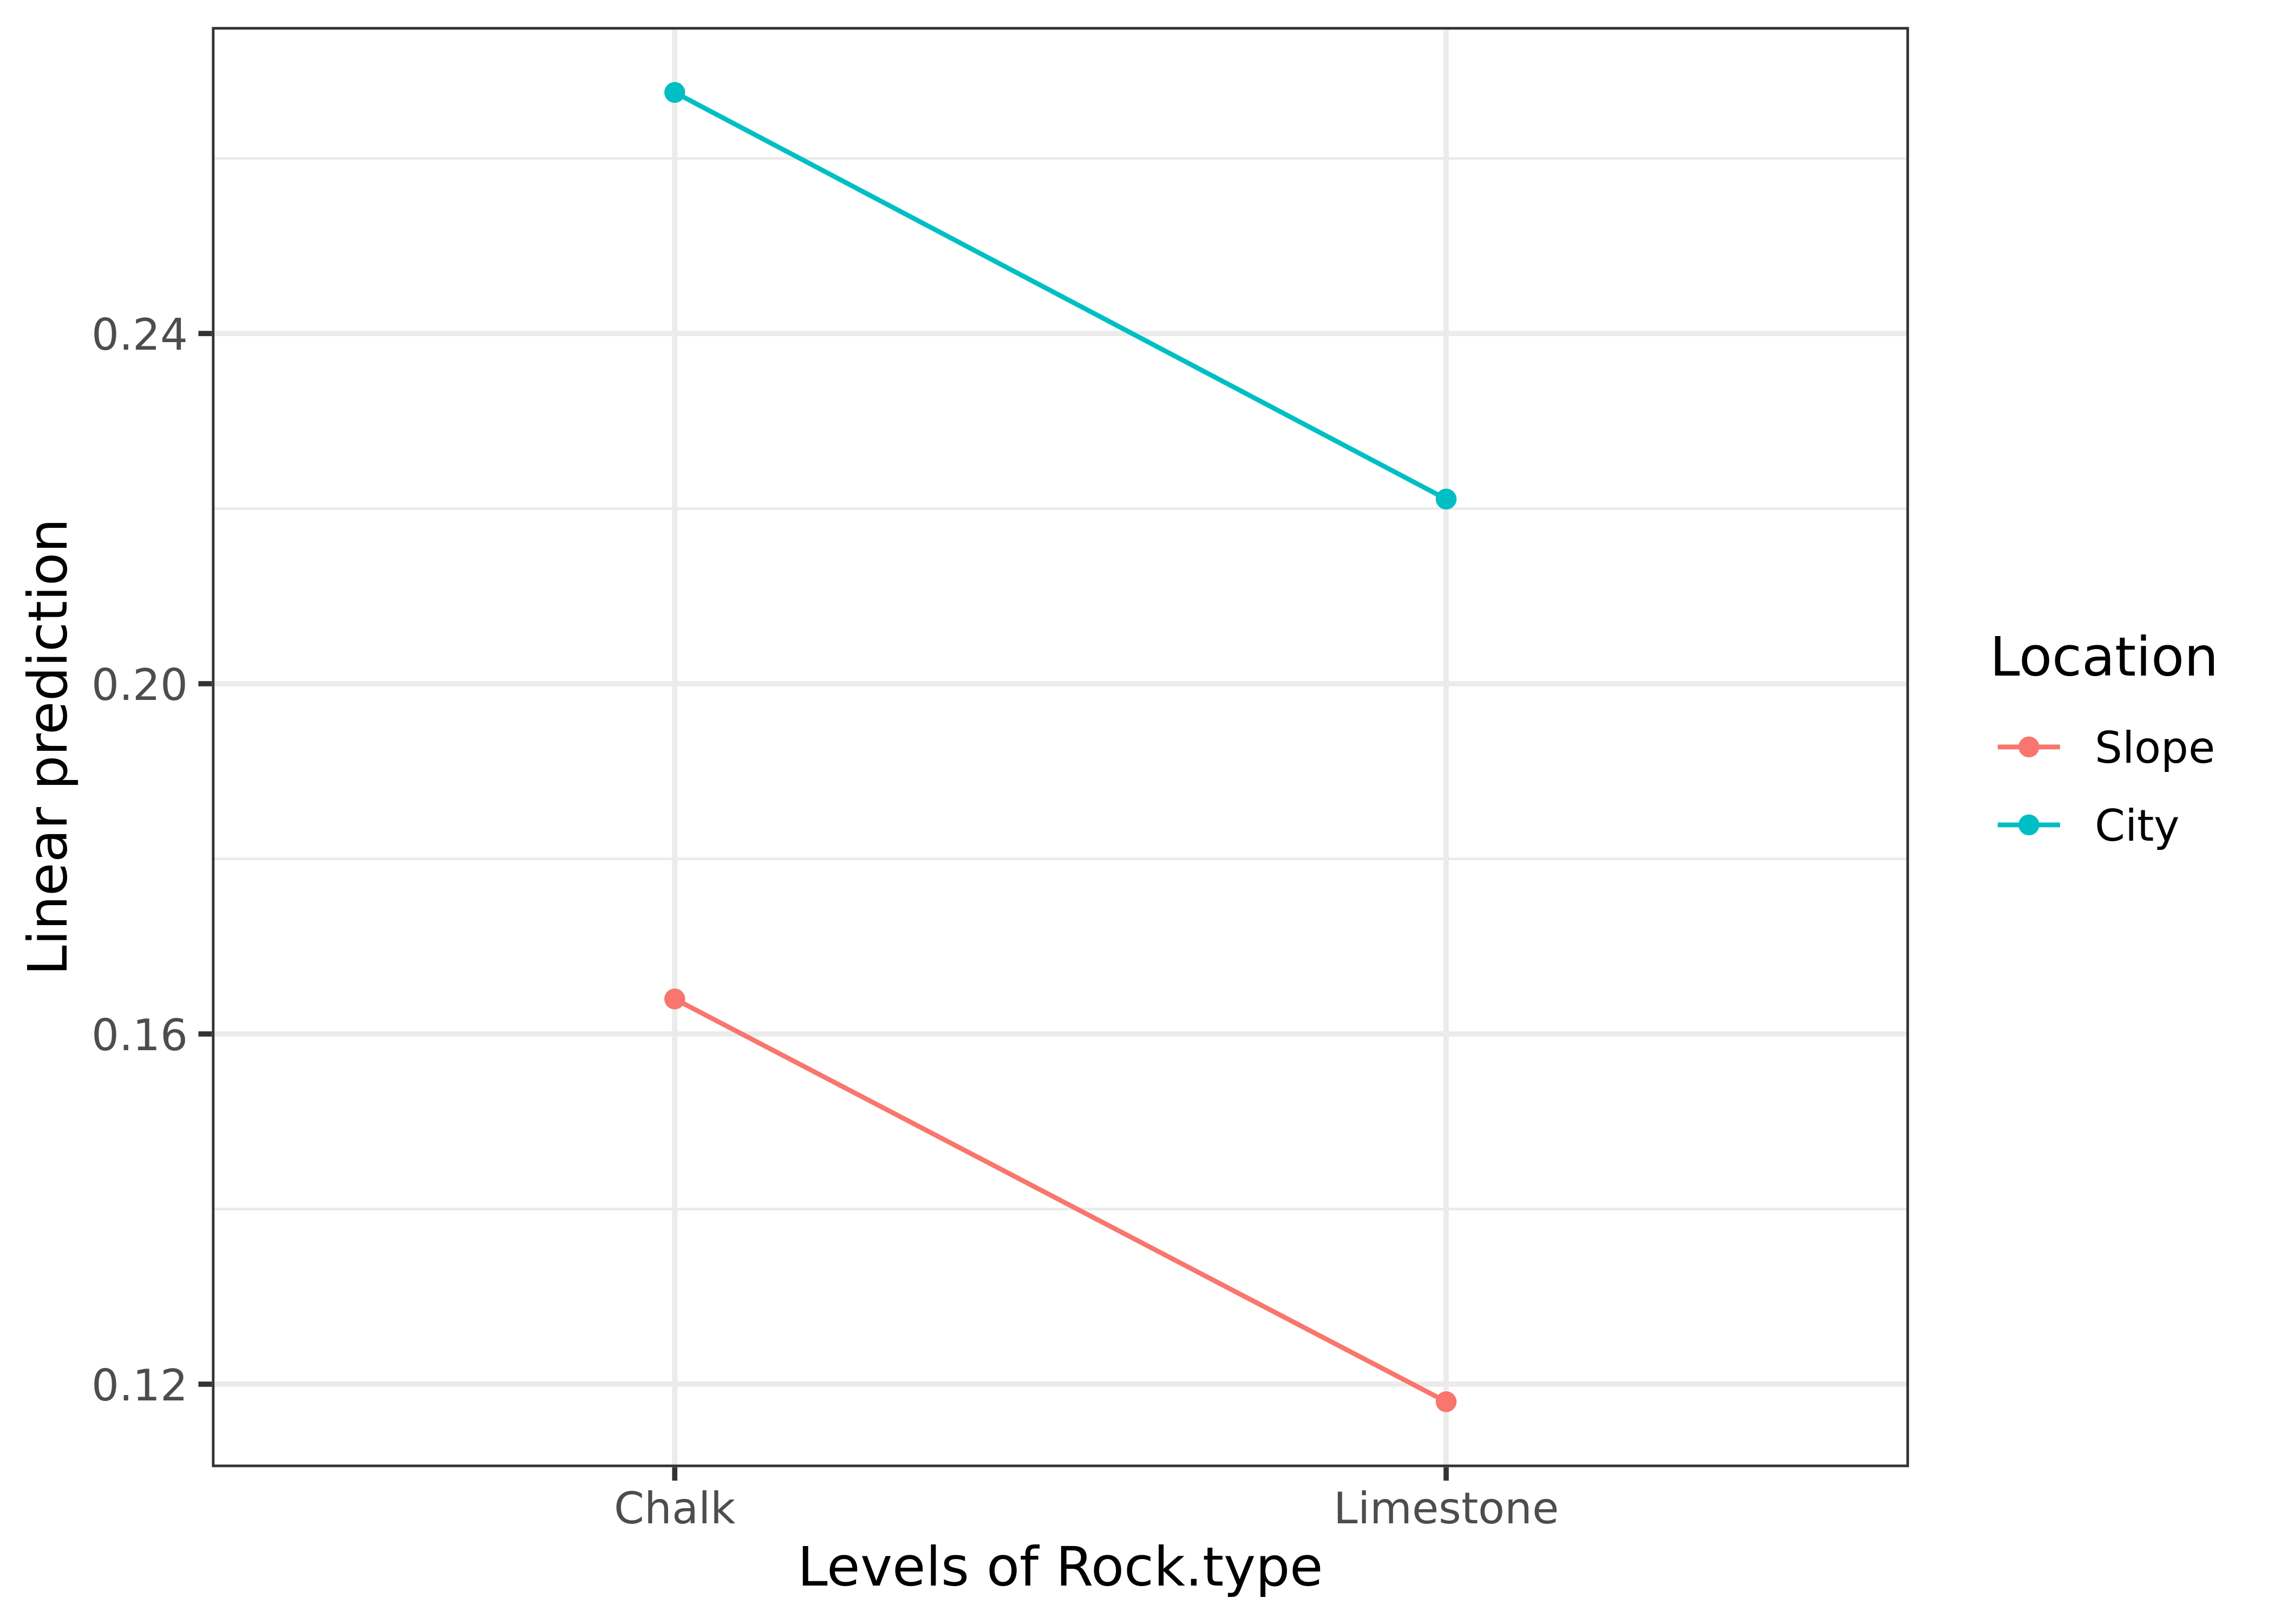 0.24
0.20
0.16
0.12
Linear prediction
Chalk
Limestone
Levels of Rock.type
Location
Slope
City